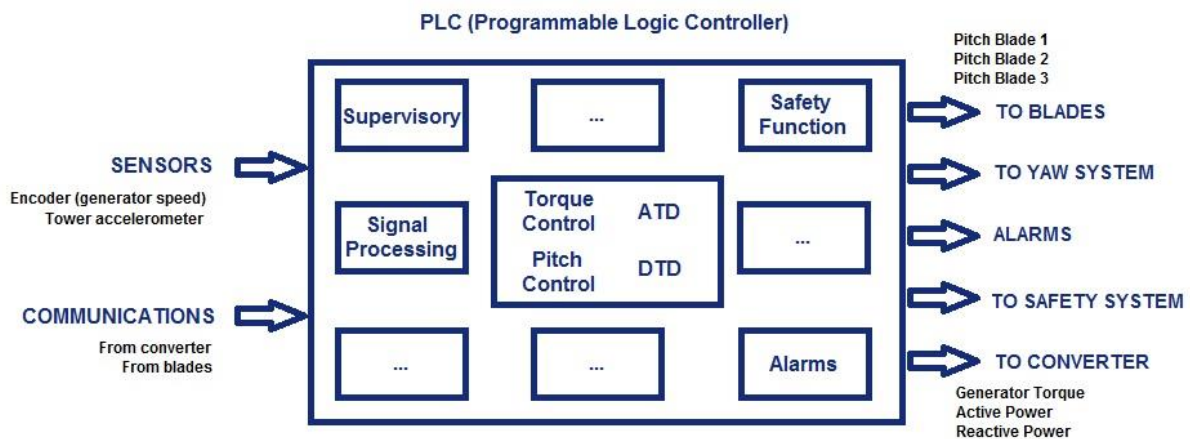 PLC (Programmable Logic Controller)
Pitch Blade 1
Pitch Blade 2
Pitch Blade 3
Supervisory
...
Safety
Function
TO BLADES
SENSORS
Encoder (generator speed)
Tower accelerometer
TO YAW SYSTEM
Signal
Processing
Torque
Control
ATD
Pitch
Control
DTD
...
ALARMS
COMMUNICATIONS
From converter
From blades
TO SAFETY SYSTEM
...
...
Alarms
TO CONVERTER
Generator Torque
Active Power
Reactive Power